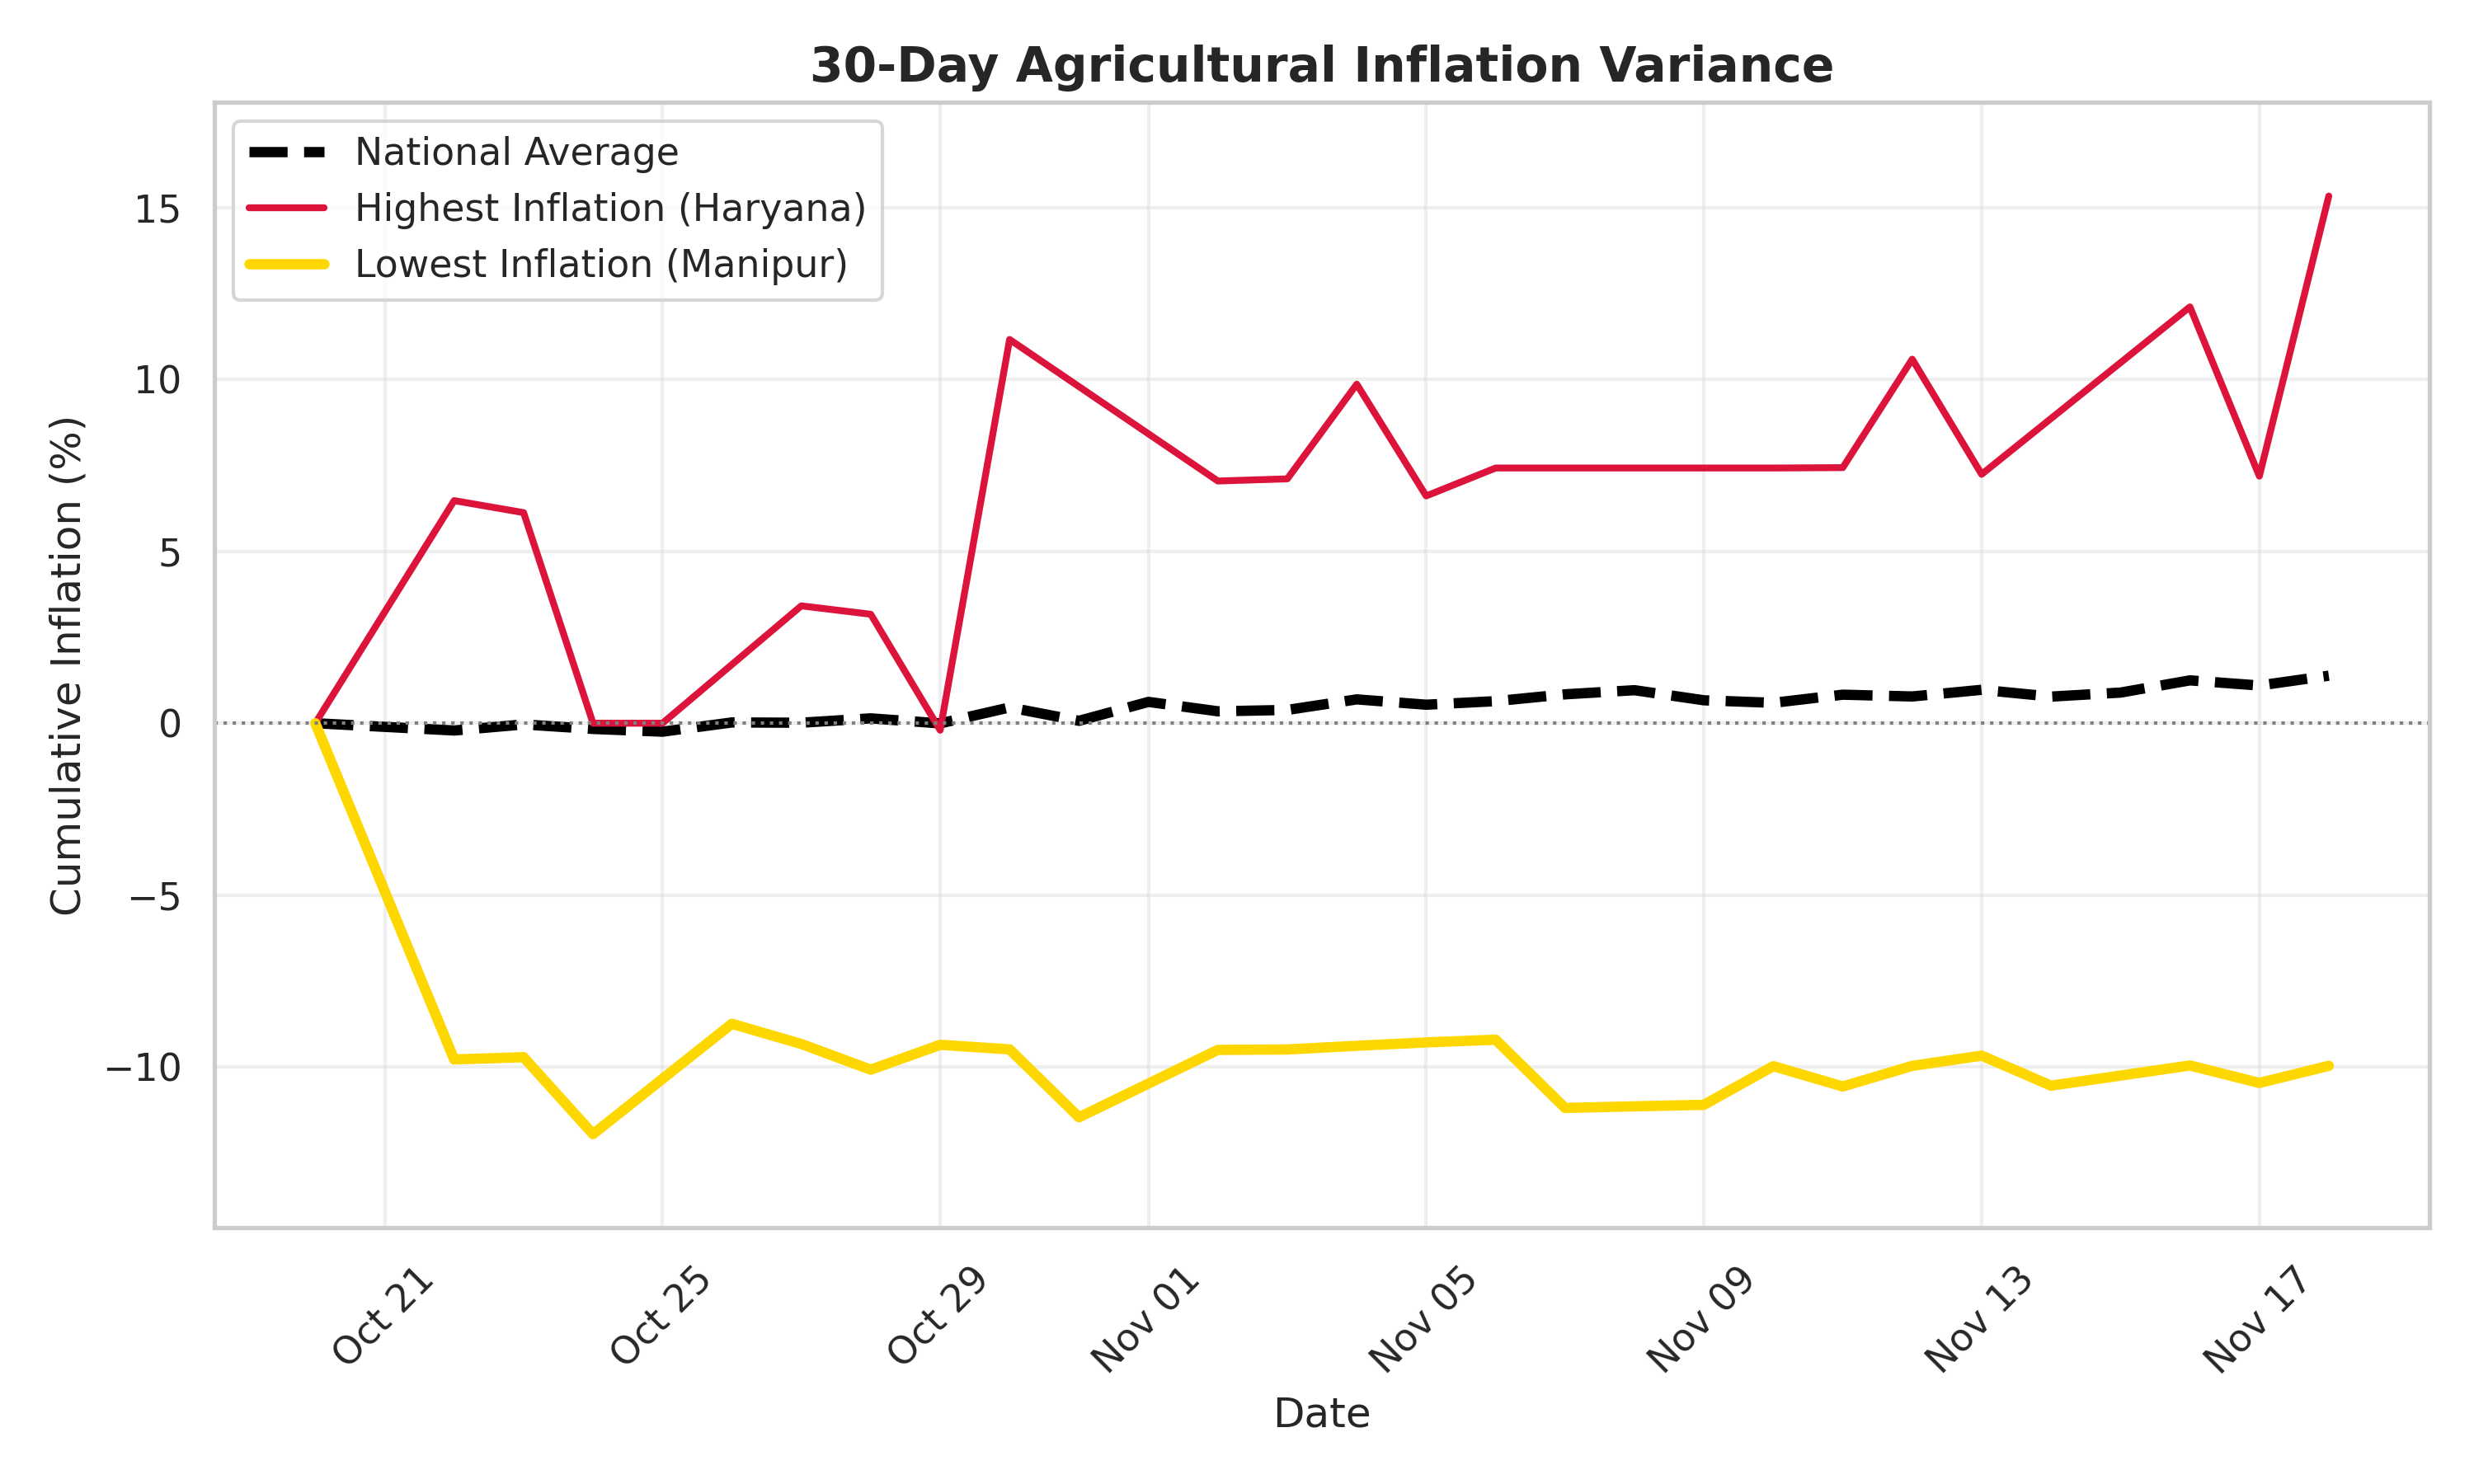 30-Day Agricultural Inflation Variance
National Average
Highest Inflation (Haryana)
Lowest Inflation (Manipur)
Cumulative Inflation (%)
15
10
5
0
−5
−10
Oct 21
Oct 25
Oct 29
Nov 01
Nov 05
Nov 09
Nov 13
Nov 17
Date